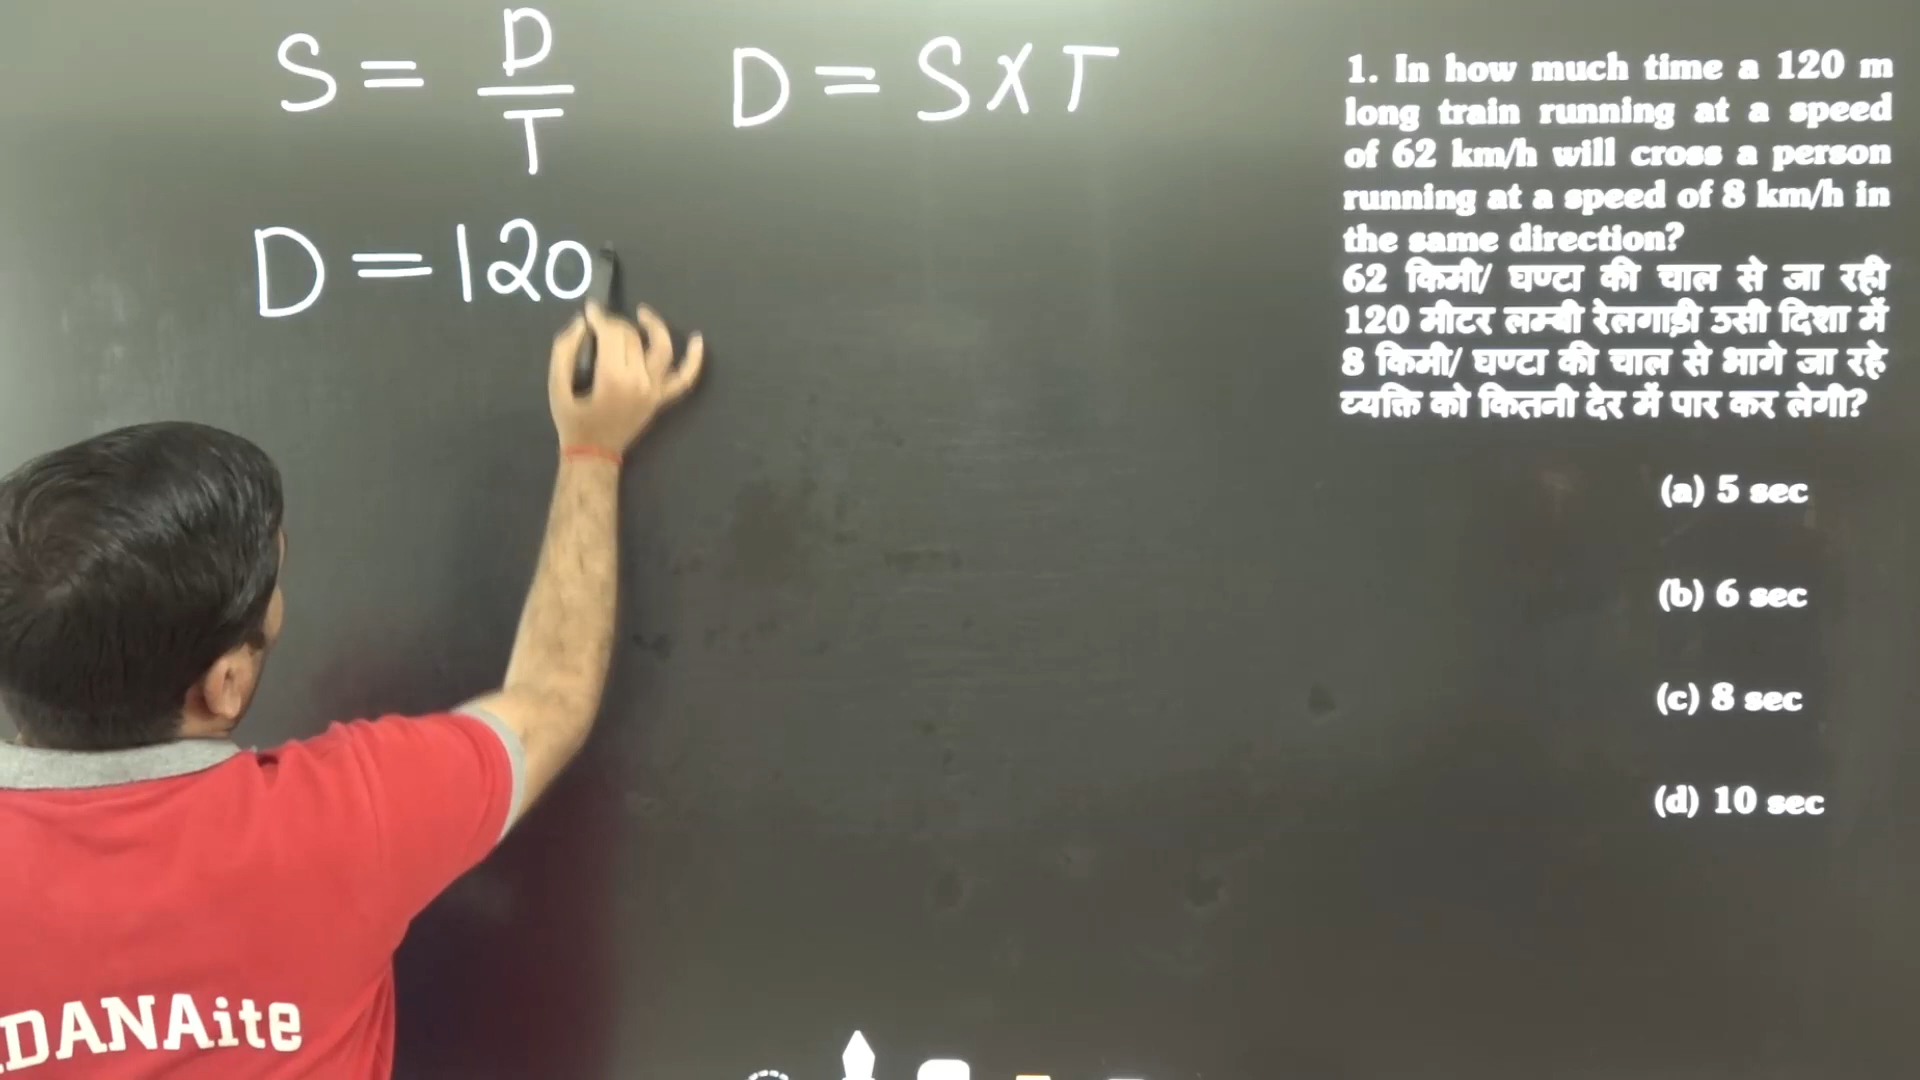 S = D/T D = S X T
D = 120
1. In how much time a 120 m
long train running at a speed
of 62 km/h will cross a person
running at a speed of 8 km/h in
the same direction?
62 किमी/ घण्टा की चाल से जा रही
120 मीटर लम्बी रेलगाड़ी उसी दिशा में
8 किमी/ घण्टा की चाल से भागे जा रहे
व्यक्ति को कितनी देर में पार कर लेगी?
(a) 5 sec
(b) 6 sec
(c) 8 sec
(d) 10 sec
DANAite